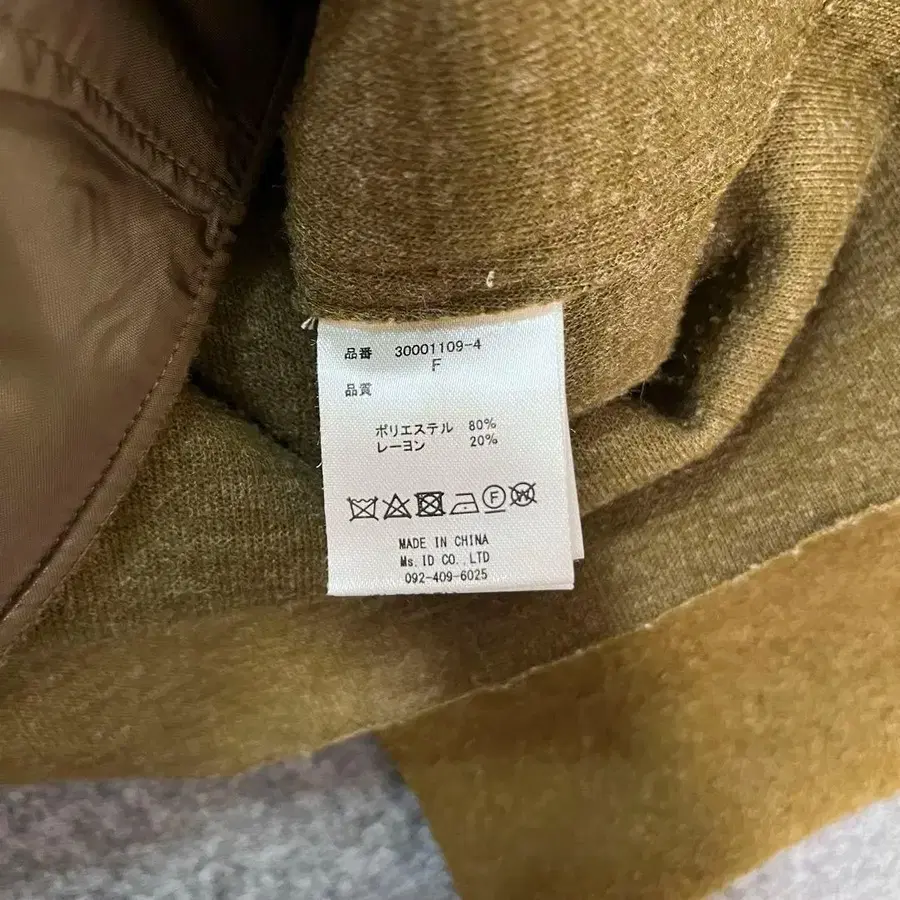 品番 30001109-4
F
品質
ポリエステル 80%
レーヨン 20%
F W
MADE IN CHINA
Ms.ID CO.,LTD
092-409-6025